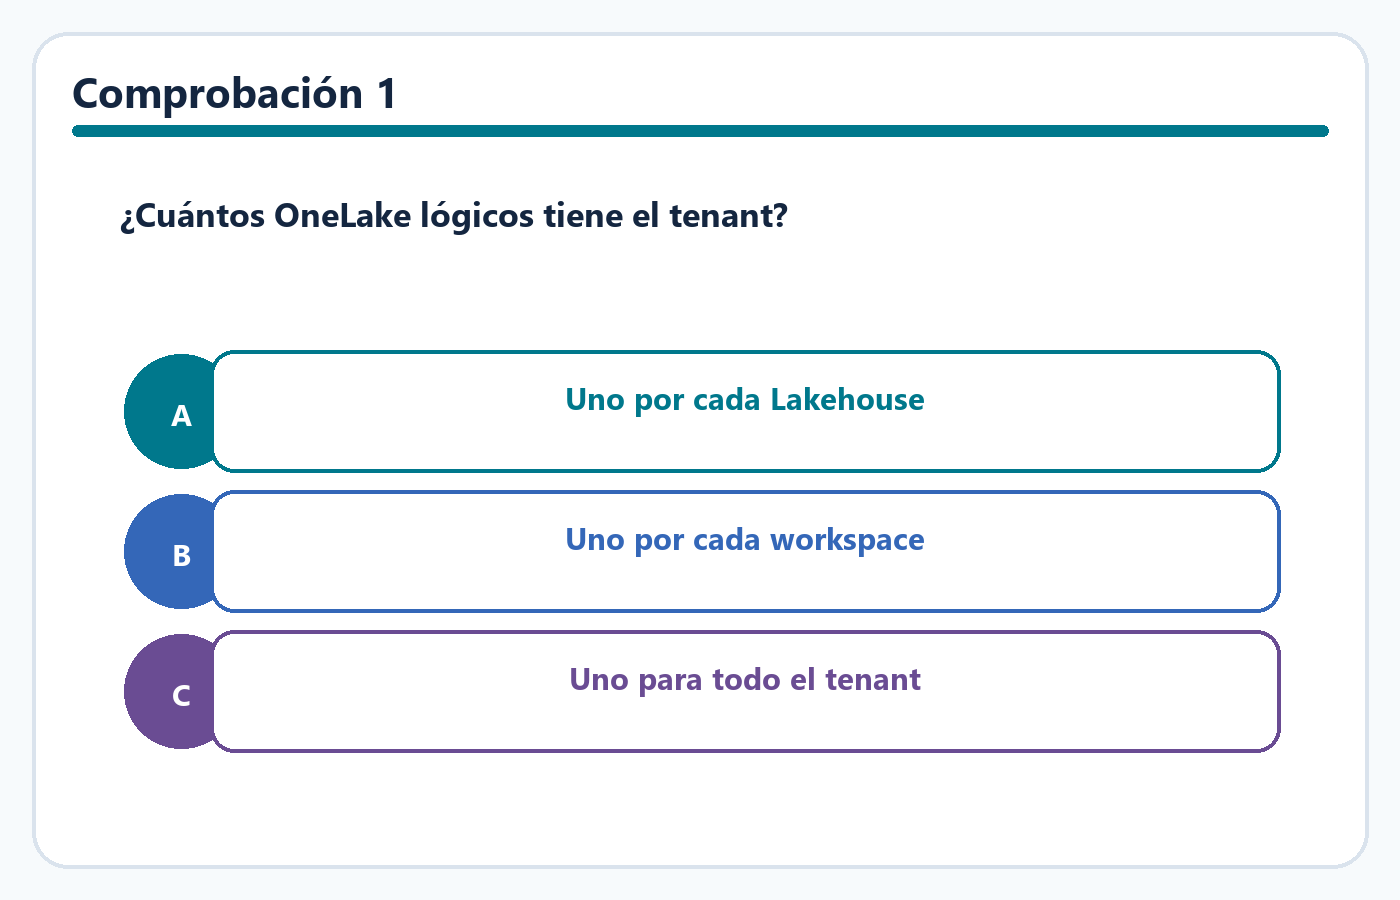 Comprobación 1
¿Cuántos OneLake lógicos tiene el tenant?
A
Uno por cada Lakehouse
B
Uno por cada workspace
C
Uno para todo el tenant